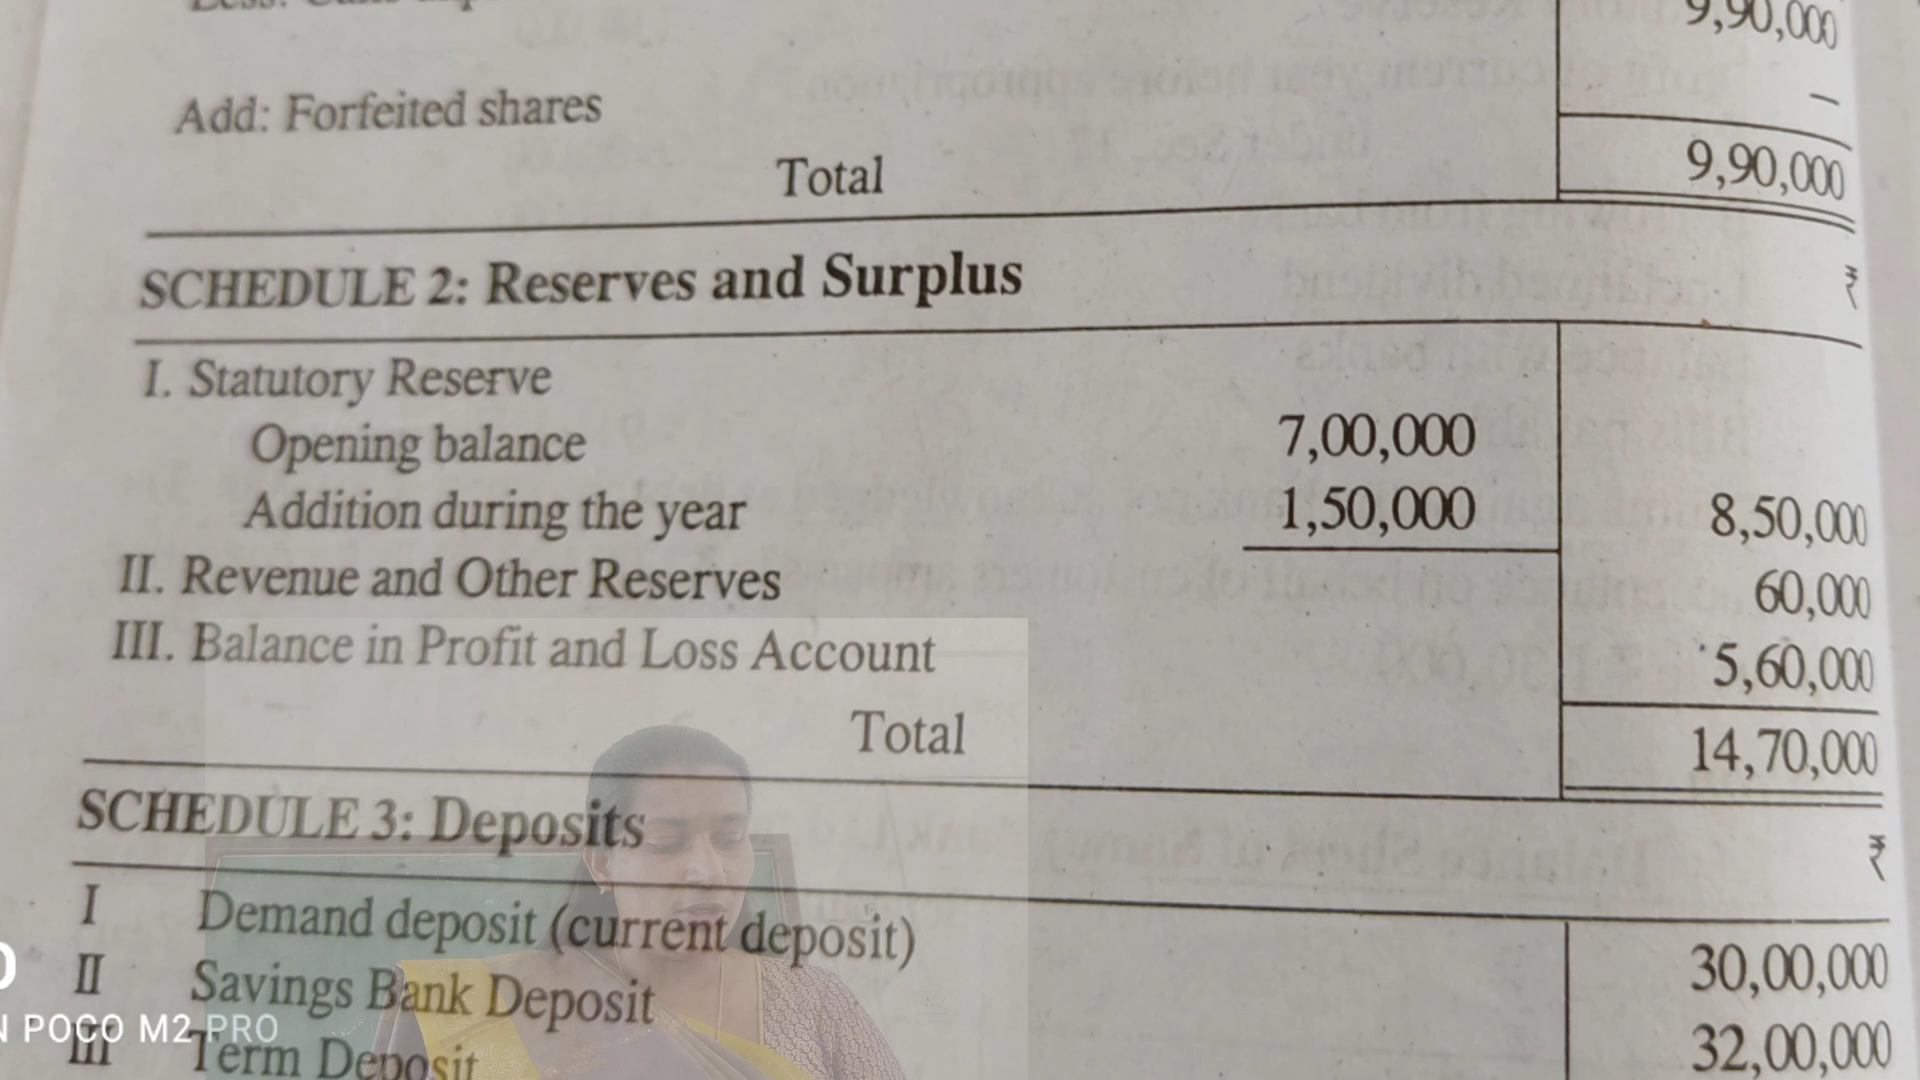 9,90,000
Add: Forfeited shares –
Total 9,90,000
SCHEDULE 2: Reserves and Surplus ₹
I. Statutory Reserve
Opening balance 7,00,000
Addition during the year 1,50,000 8,50,000
II. Revenue and Other Reserves 60,000
III. Balance in Profit and Loss Account 5,60,000
Total 14,70,000
SCHEDULE 3: Deposits ₹
I Demand deposit (current deposit) 30,00,000
II Savings Bank Deposit 32,00,000
III Term Deposit
POCO M2 PRO